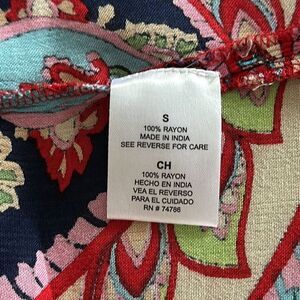 S
100% RAYON
MADE IN INDIA
SEE REVERSE FOR CARE
CH
100% RAYON
HECHO EN INDIA
VEA EL REVERSO
PARA EL CUIDADO
RN # 74786